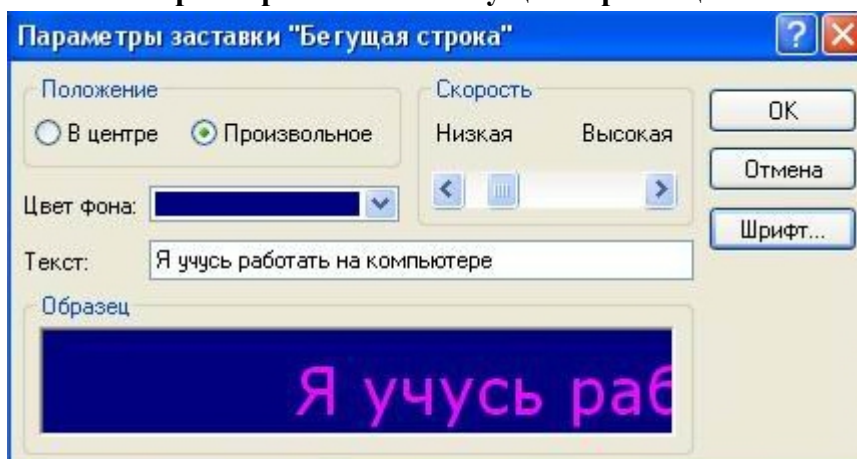 Параметры заставки "Бегущая строка"
Положение
В центре
Произвольное
Скорость
Низкая
Высокая
Цвет фона:
Текст:
Я учусь работать на компьютере
Образец
Я учусь раб
ОК
Отмена
Шрифт...